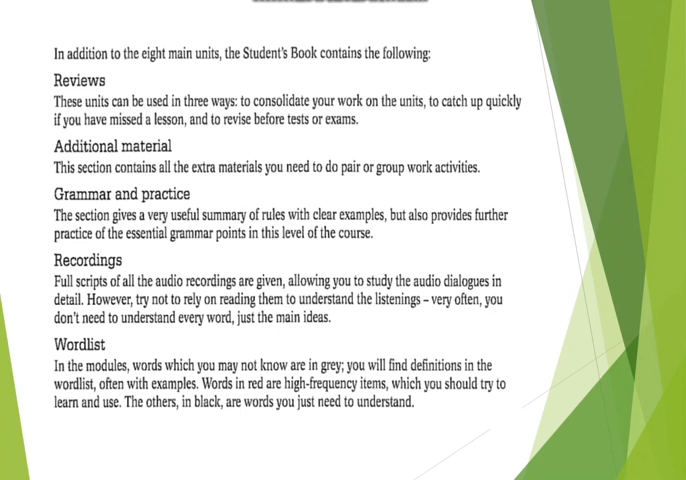 In addition to the eight main units, the Student's Book contains the following:
Reviews
These units can be used in three ways: to consolidate your work on the units, to catch up quickly
if you have missed a lesson, and to revise before tests or exams.
Additional material
This section contains all the extra materials you need to do pair or group work activities.
Grammar and practice
The section gives a very useful summary of rules with clear examples, but also provides further
practice of the essential grammar points in this level of the course.
Recordings
Full scripts of all the audio recordings are given, allowing you to study the audio dialogues in
detail. However, try not to rely on reading them to understand the listenings – very often, you
don't need to understand every word, just the main ideas.
Wordlist
In the modules, words which you may not know are in grey; you will find definitions in the
wordlist, often with examples. Words in red are high-frequency items, which you should try to
learn and use. The others, in black, are words you just need to understand.